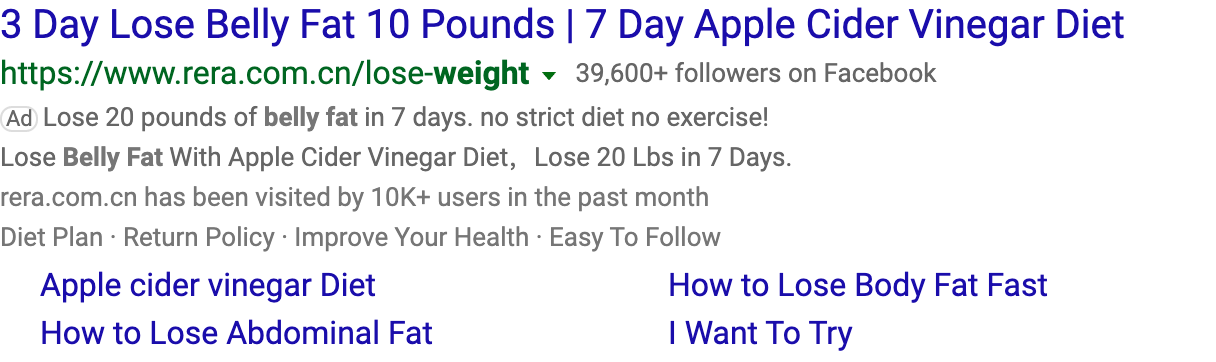 3 Day Lose Belly Fat 10 Pounds | 7 Day Apple Cider Vinegar Diet
https://www.rera.com.cn/lose-weight 39,600+ followers on Facebook
Ad Lose 20 pounds of belly fat in 7 days. no strict diet no exercise!
Lose Belly Fat With Apple Cider Vinegar Diet，Lose 20 Lbs in 7 Days.
rera.com.cn has been visited by 10K+ users in the past month
Diet Plan · Return Policy · Improve Your Health · Easy To Follow
Apple cider vinegar Diet How to Lose Body Fat Fast
How to Lose Abdominal Fat I Want To Try